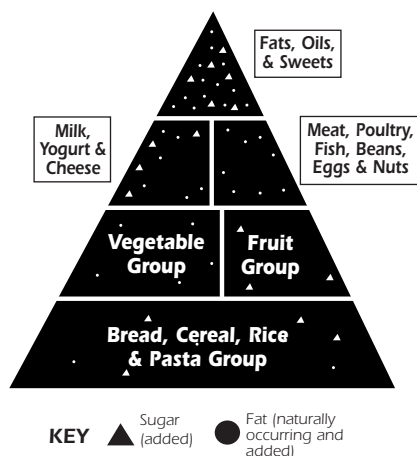 Fats, Oils,
& Sweets
Milk,
Yogurt &
Cheese
Meat, Poultry,
Fish, Beans,
Eggs & Nuts
Vegetable
Group
Fruit
Group
Bread, Cereal, Rice
& Pasta Group
KEY
Sugar
(added)
Fat (naturally
occurring and
added)